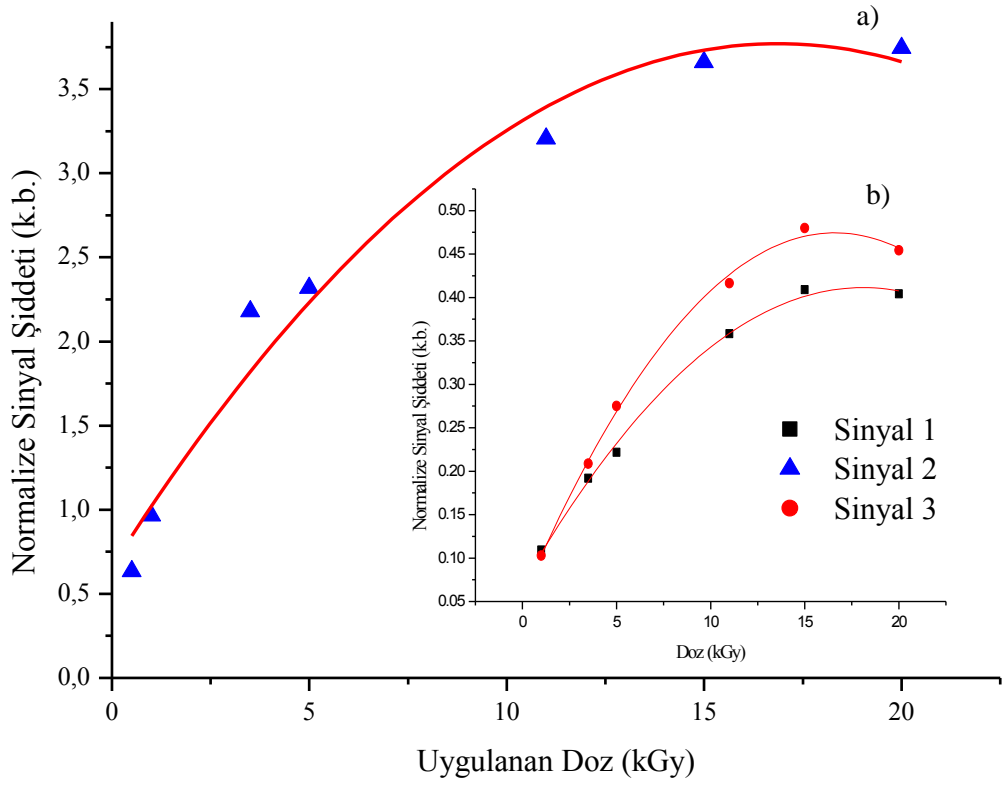 a)
Normalize Sinyal Şiddeti (k.b.)
3,5
3,0
2,5
2,0
1,5
1,0
0,5
0,0
0 5 10 15 20
Uygulanan Doz (kGy)
b)
Normalize Sinyal Şiddeti (k.b.)
0.50
0.45
0.40
0.35
0.30
0.25
0.20
0.15
0.10
0.05
0 5 10 15 20
Doz (kGy)
Sinyal 1
Sinyal 2
Sinyal 3